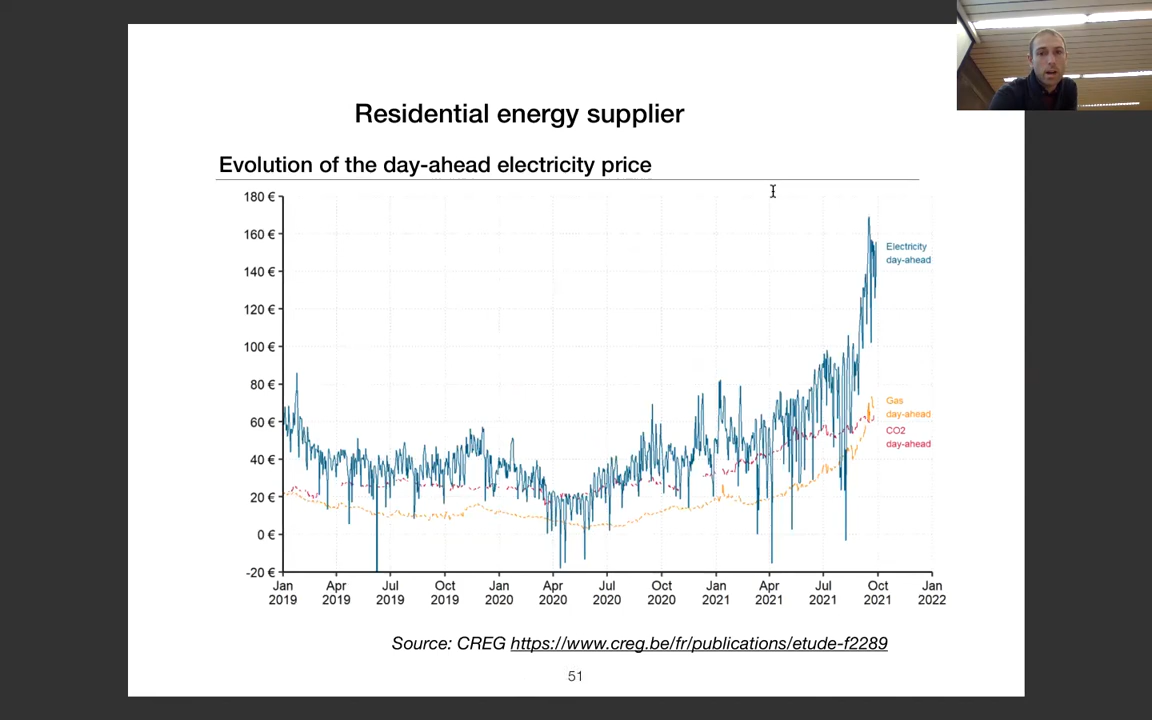 Residential energy supplier
Evolution of the day-ahead electricity price
180 €
160 €
140 €
120 €
100 €
80 €
60 €
40 €
20 €
0 €
-20 €
Electricity
day-ahead
Gas
day-ahead
CO2
day-ahead
Jan Apr Jul Oct Jan Apr Jul Oct Jan Apr Jul Oct Jan
2019 2019 2019 2019 2020 2020 2020 2020 2021 2021 2021 2021 2022
Source: CREG https://www.creg.be/fr/publications/etude-f2289
51